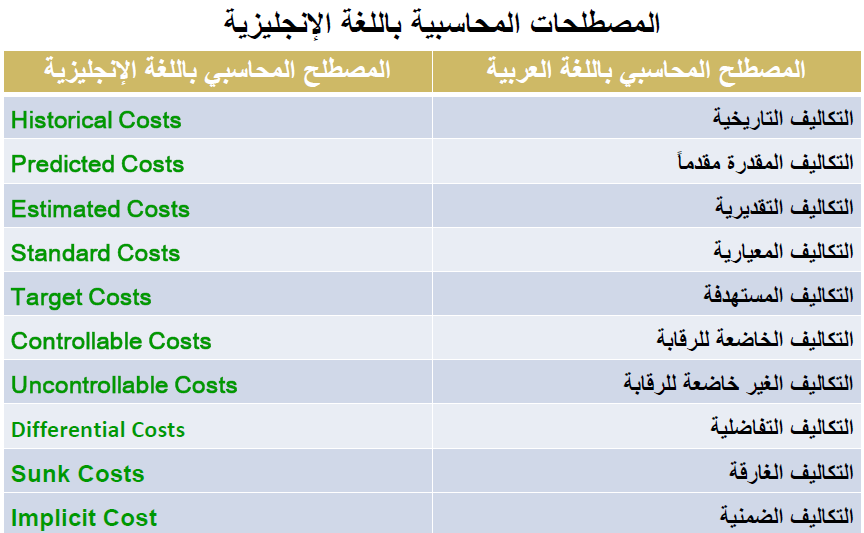 المصطلحات المحاسبية باللغة الإنجليزية
المصطلح المحاسبي باللغة العربية المصطلح المحاسبي باللغة الإنجليزية
التكاليف التاريخية Historical Costs
التكاليف المقدرة مقدماً Predicted Costs
التكاليف التقديرية Estimated Costs
التكاليف المعيارية Standard Costs
التكاليف المستهدفة Target Costs
التكاليف الخاضعة للرقابة Controllable Costs
التكاليف الغير خاضعة للرقابة Uncontrollable Costs
التكاليف التفاضلية Differential Costs
التكاليف الغارقة Sunk Costs
التكاليف الضمنية Implicit Cost